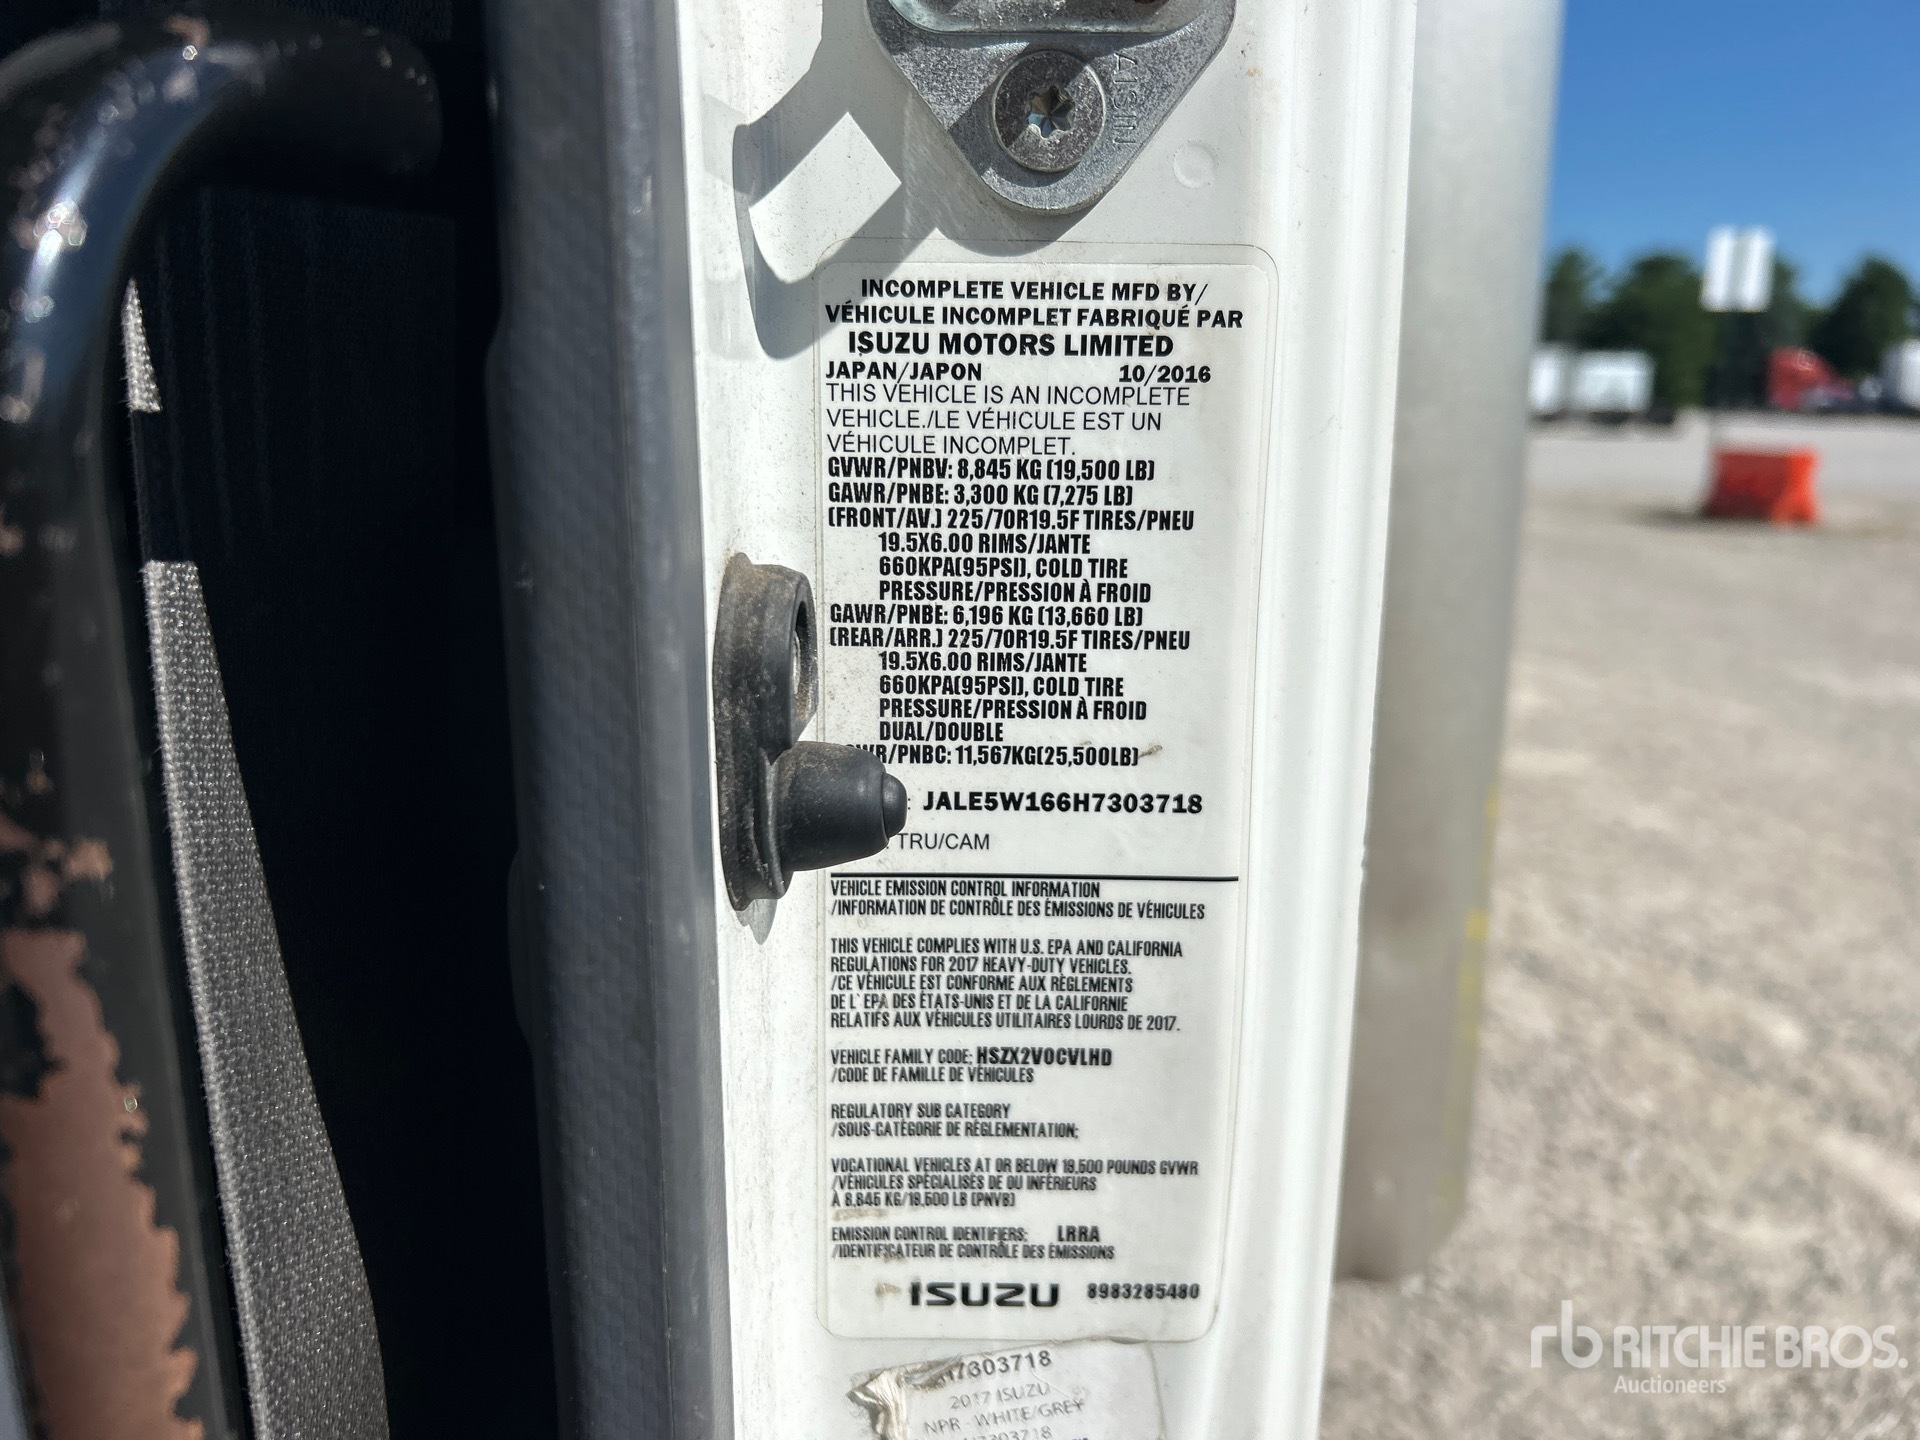 ISUZU
INCOMPLETE VEHICLE MFD BY/
VÉHICULE INCOMPLET FABRIQUÉ PAR
ISUZU MOTORS LIMITED
JAPAN/JAPON 10/2016
THIS VEHICLE IS AN INCOMPLETE
VEHICLE./LE VÉHICULE EST UN
VÉHICULE INCOMPLET.
GVWR/PNBV: 8,845 KG (19,500 LB)
GAWR/PNBE: 3,300 KG (7,275 LB)
(FRONT/AV.) 225/70R19.5F TIRES/PNEU
19.5X6.00 RIMS/JANTE
660KPA(95PSI), COLD TIRE
PRESSURE/PRESSION À FROID
GAWR/PNBE: 6,196 KG (13,660 LB)
(REAR/ARR.) 225/70R19.5F TIRES/PNEU
19.5X6.00 RIMS/JANTE
660KPA(95PSI), COLD TIRE
PRESSURE/PRESSION À FROID
DUAL/DOUBLE
/PNBC: 11,567KG(25,500LB)
: JALE5W166H7303718
: TRU/CAM
VEHICLE EMISSION CONTROL INFORMATION
/INFORMATION DE CONTRÔLE DES ÉMISSIONS DE VÉHICULES
THIS VEHICLE COMPLIES WITH U.S. EPA AND CALIFORNIA
REGULATIONS FOR 2017 HEAVY-DUTY VEHICLES.
/CE VÉHICULE EST CONFORME AUX RÈGLEMENTS
DE L'EPA DES ÉTATS-UNIS ET DE LA CALIFORNIE
RELATIFS AUX VÉHICULES UTILITAIRES LOURDS DE 2017.
VEHICLE FAMILY CODE: HSZX2VOCVLHD
/CODE DE FAMILLE DE VÉHICULES
REGULATORY SUB CATEGORY
/SOUS-CATÉGORIE DE RÈGLEMENTATION:
VOCATIONAL VEHICLES AT OR BELOW 19,500 POUNDS GVWR
/VÉHICULES SPÉCIALISÉS DE OU INFÉRIEURS
À 8,845 KG/19,500 LB (PNVB)
EMISSION CONTROL IDENTIFIERS: LRRA
/IDENTIFICATEUR DE CONTRÔLE DES ÉMISSIONS
ISUZU 8983285480
H7303718
2017 ISUZU
NPR - WHITE/GREY
H7303718
rb RITCHIE BROS.
Auctioneers